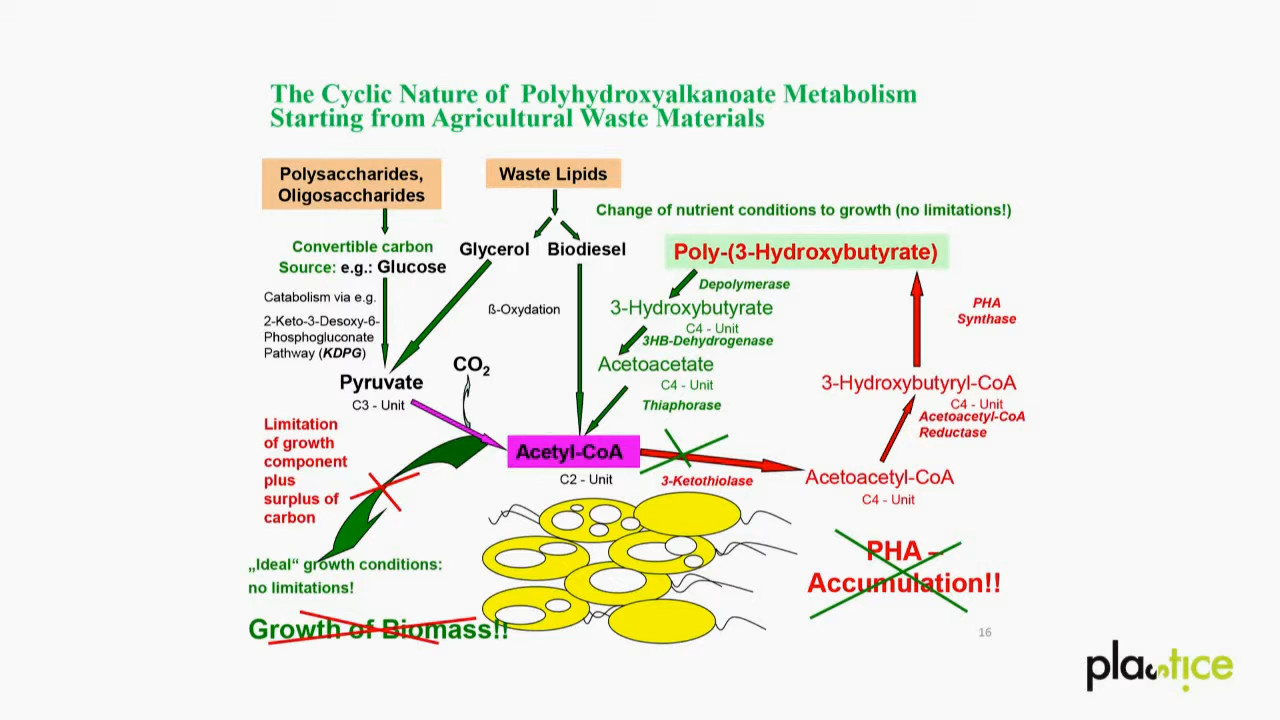 The Cyclic Nature of Polyhydroxyalkanoate Metabolism
Starting from Agricultural Waste Materials
Polysaccharides,
Oligosaccharides
Waste Lipids
Change of nutrient conditions to growth (no limitations!)
Convertible carbon
Source: e.g.: Glucose
Glycerol
Biodiesel
Poly-(3-Hydroxybutyrate)
Depolymerase
Catabolism via e.g.
2-Keto-3-Desoxy-6-
Phosphogluconate
Pathway (KDPG)
ß-Oxydation
3-Hydroxybutyrate
C4 - Unit
3HB-Dehydrogenase
PHA
Synthase
CO2
Acetoacetate
C4 - Unit
Thiaphorase
Pyruvate
C3 - Unit
3-Hydroxybutyryl-CoA
C4 - Unit
Acetoacetyl-CoA
Reductase
Limitation
of growth
component
plus
surplus of
carbon
Acetyl-CoA
C2 - Unit
3-Ketothiolase
Acetoacetyl-CoA
C4 - Unit
„Ideal“ growth conditions:
no limitations!
Growth of Biomass!!
PHA –
Accumulation!!
16
plastice